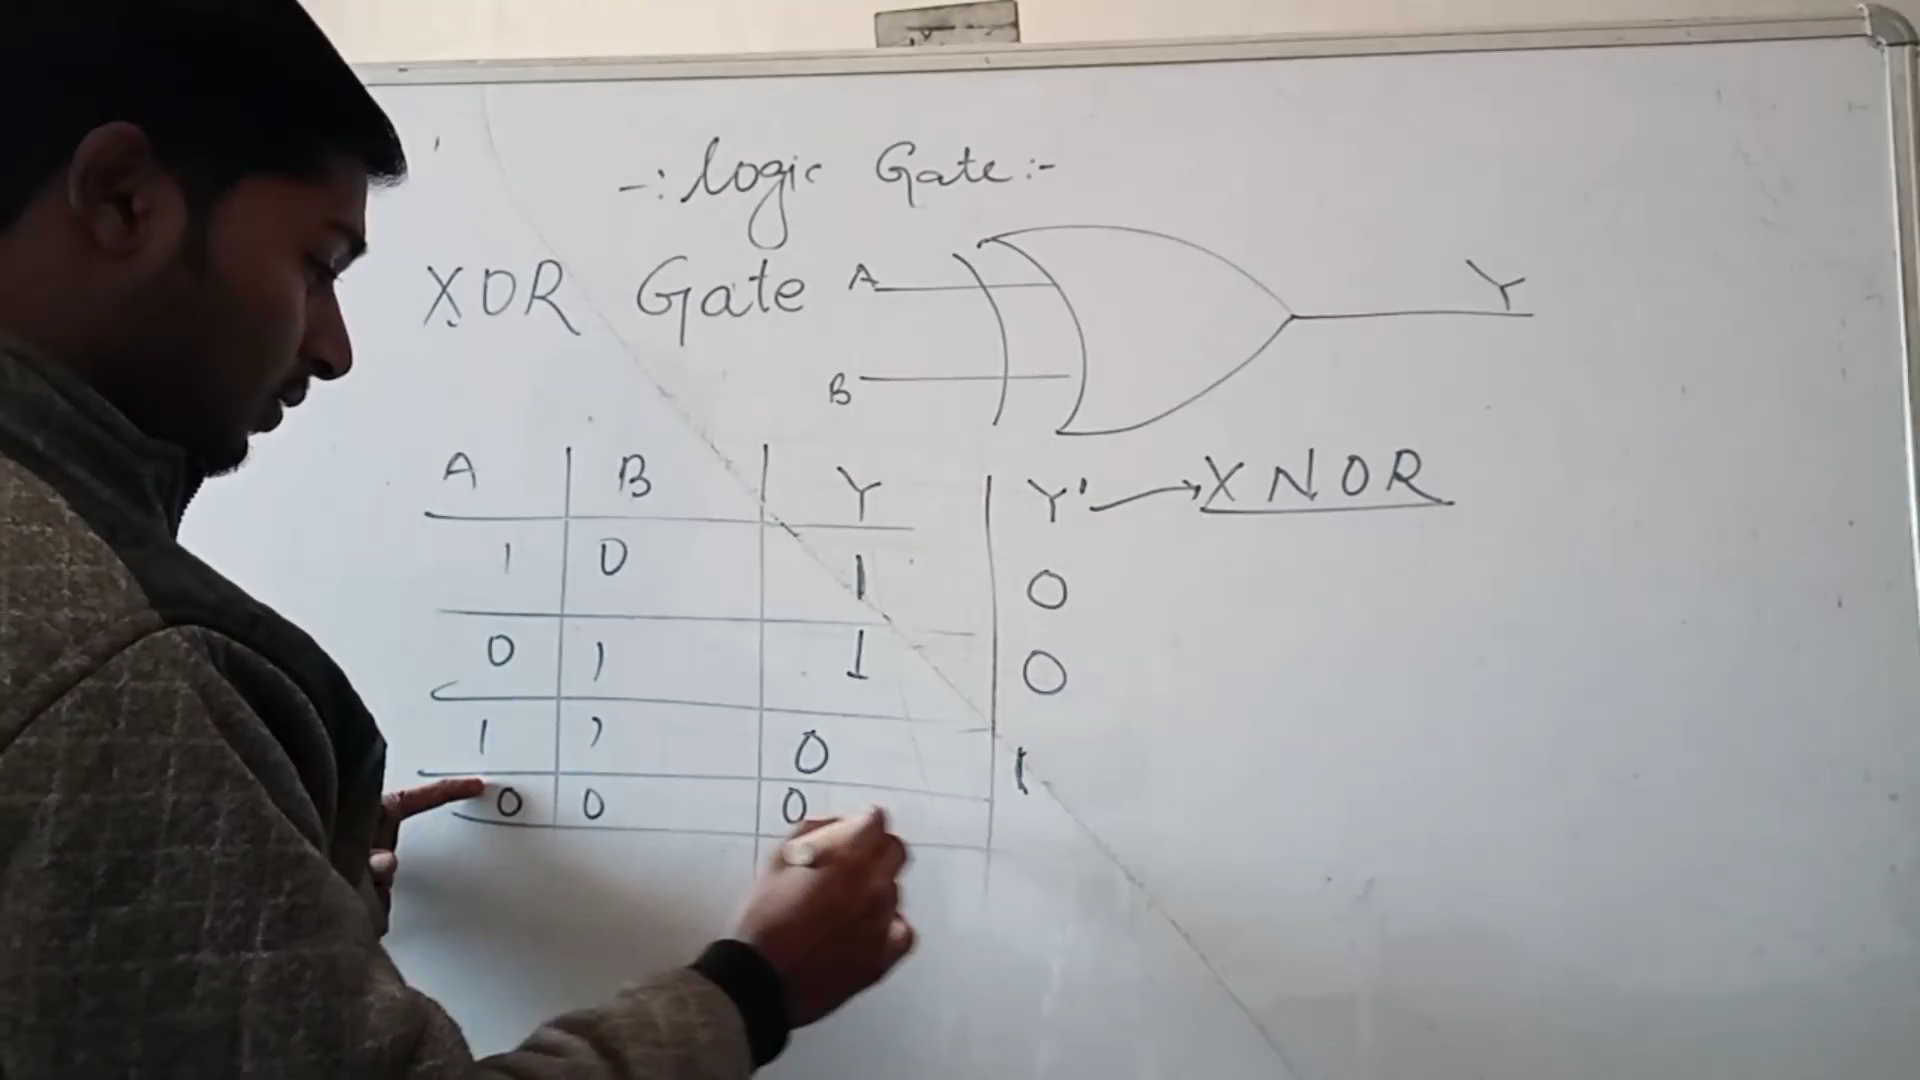 -: Logic Gate :-
XOR Gate
A
B
Y
A B Y Y' → XNOR
1 0 1 0
0 1 1 0
1 1 0 1
0 0 0